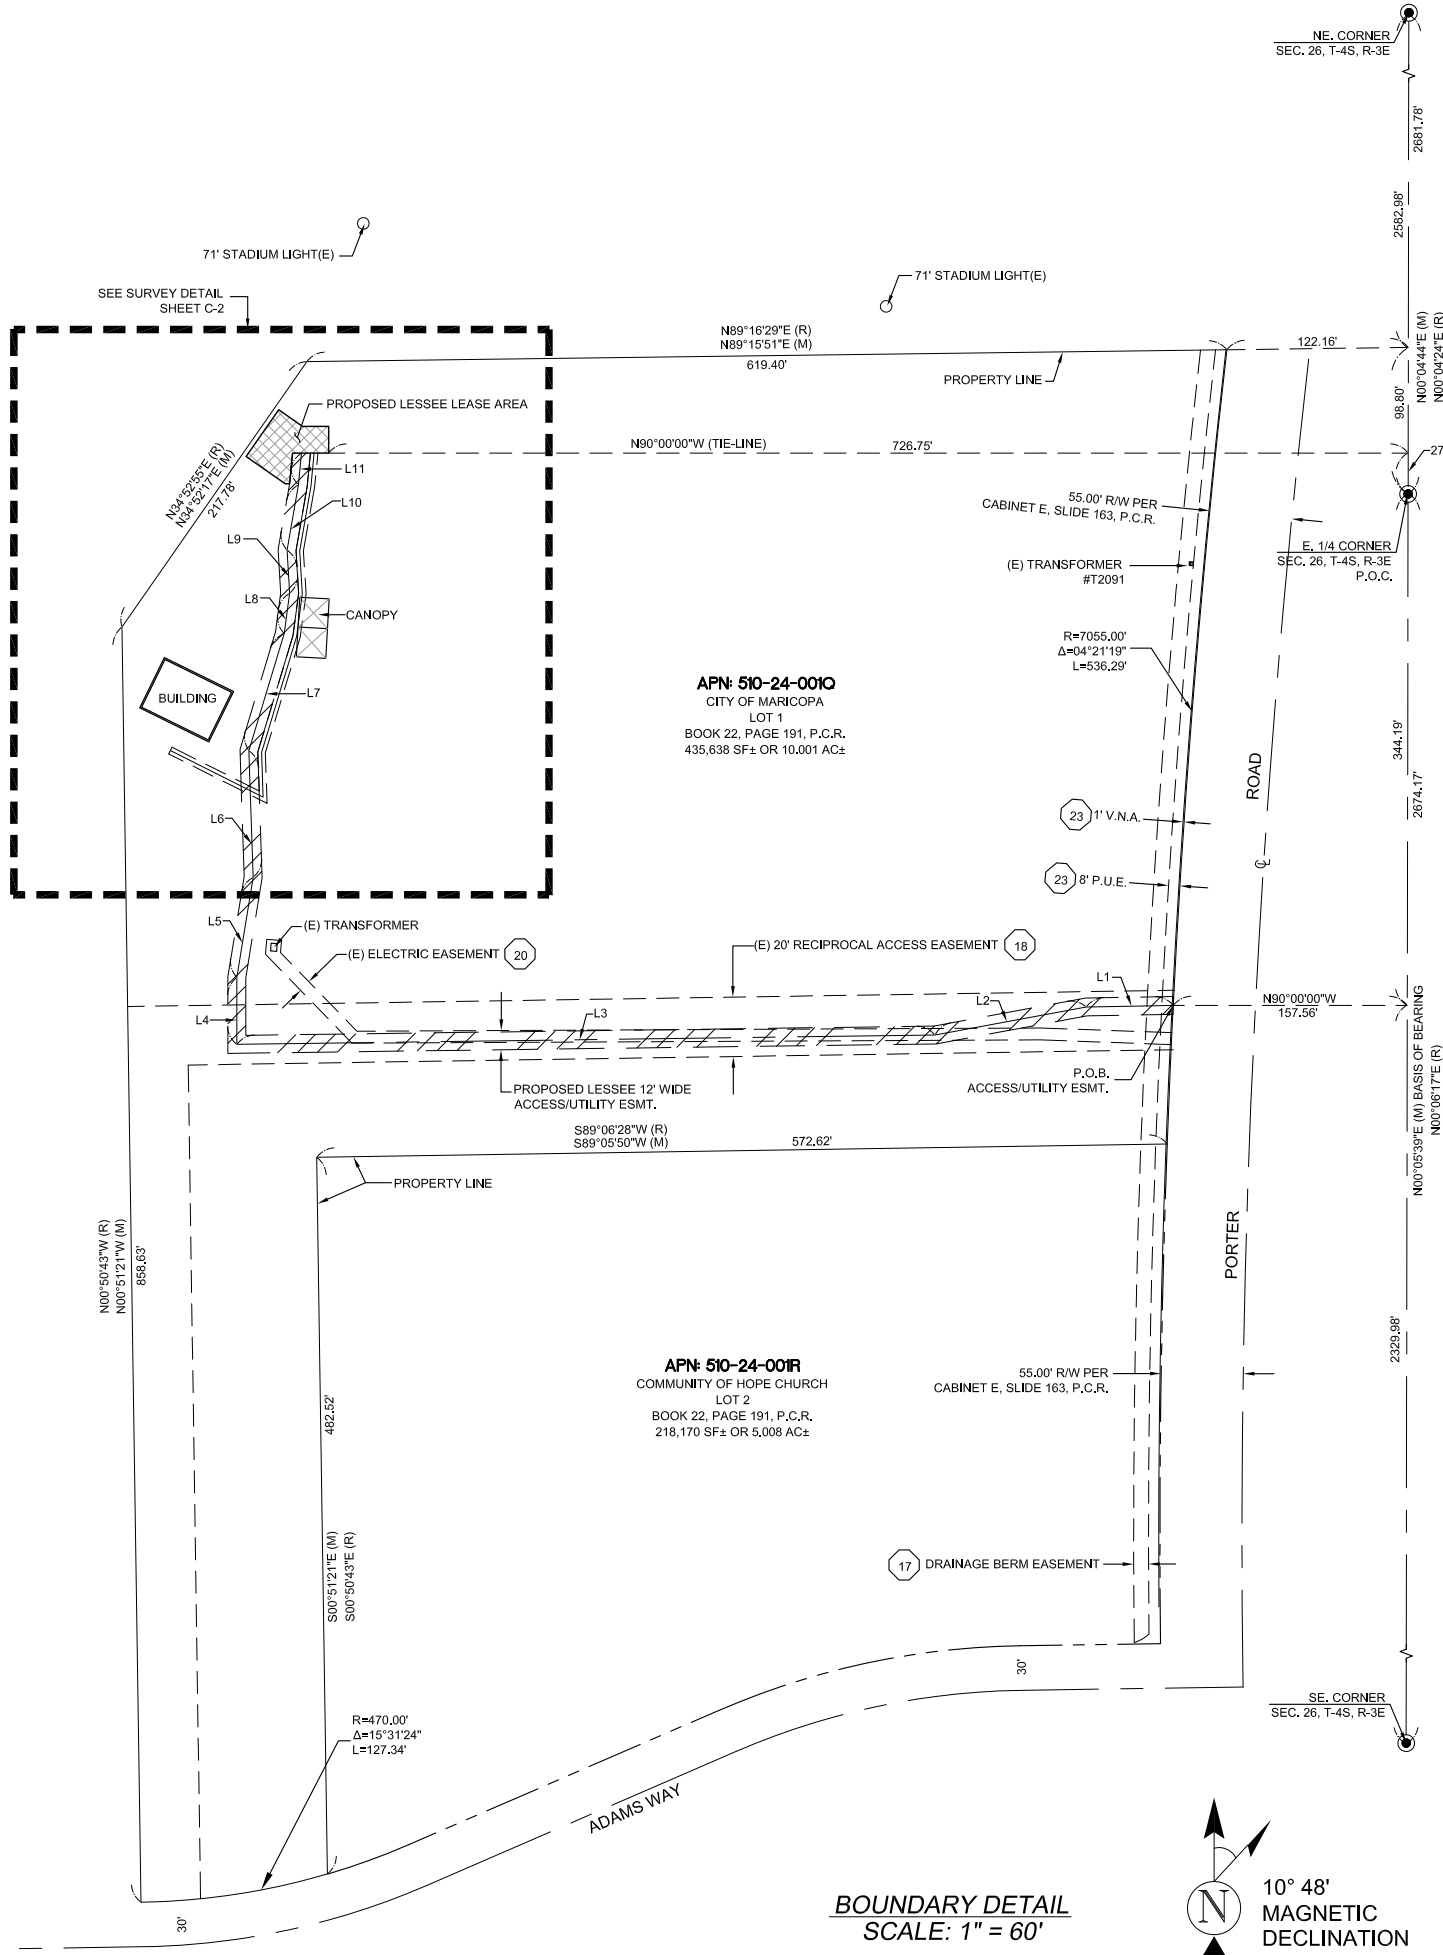 NE. CORNER
SEC. 26, T-4S, R-3E
2681.78'
2582.98'
71' STADIUM LIGHT(E)
71' STADIUM LIGHT(E)
SEE SURVEY DETAIL
SHEET C-2
N89°16'29"E (R)
N89°15'51"E (M)
619.40'
122.16'
N00°04'44"E (M)
N00°04'24"E (R)
PROPERTY LINE
98.80'
PROPOSED LESSEE LEASE AREA
N90°00'00"W (TIE-LINE)
726.75'
27
N34°52'55"E (R)
N34°52'17"E (M)
217.78'
L11
L10
L9
L8
CANOPY
BUILDING
L7
L6
L5
L4
55.00' R/W PER
CABINET E, SLIDE 163, P.C.R.
E. 1/4 CORNER
SEC. 26, T-4S, R-3E
P.O.C.
(E) TRANSFORMER
#T2091
R=7055.00'
Δ=04°21'19"
L=536.29'
APN: 510-24-001Q
CITY OF MARICOPA
LOT 1
BOOK 22, PAGE 191, P.C.R.
435,638 SF± OR 10.001 AC±
344.19'
2674.17'
ROAD
23 1' V.N.A.
℄
23 8' P.U.E.
(E) TRANSFORMER
(E) ELECTRIC EASEMENT 20
(E) 20' RECIPROCAL ACCESS EASEMENT 18
L1
L2
L3
N90°00'00"W
157.56'
N00°05'39"E (M) BASIS OF BEARING
N00°06'17"E (R)
P.O.B.
ACCESS/UTILITY ESMT.
PROPOSED LESSEE 12' WIDE
ACCESS/UTILITY ESMT.
S89°06'28"W (R)
S89°05'50"W (M)
572.62'
PROPERTY LINE
N00°50'43"W (R)
N00°51'21"W (M)
858.63'
PORTER
2329.98'
APN: 510-24-001R
COMMUNITY OF HOPE CHURCH
LOT 2
BOOK 22, PAGE 191, P.C.R.
218,170 SF± OR 5.008 AC±
55.00' R/W PER
CABINET E, SLIDE 163, P.C.R.
482.52'
S00°51'21"E (M)
S00°50'43"E (R)
17 DRAINAGE BERM EASEMENT
30'
SE. CORNER
SEC. 26, T-4S, R-3E
R=470.00'
Δ=15°31'24"
L=127.34'
ADAMS WAY
30'
BOUNDARY DETAIL
SCALE: 1" = 60'
N
10° 48'
MAGNETIC
DECLINATION